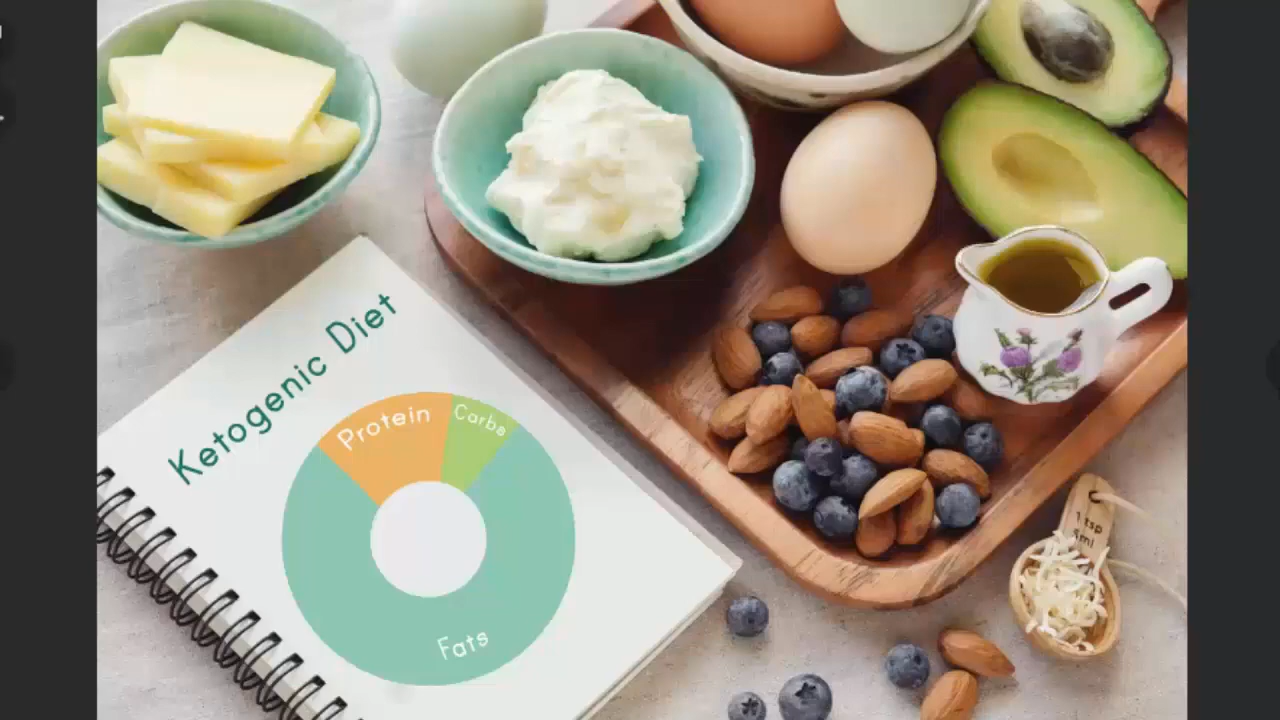 Ketogenic Diet
Protein
Carbs
Fats
1 tsp
5ml